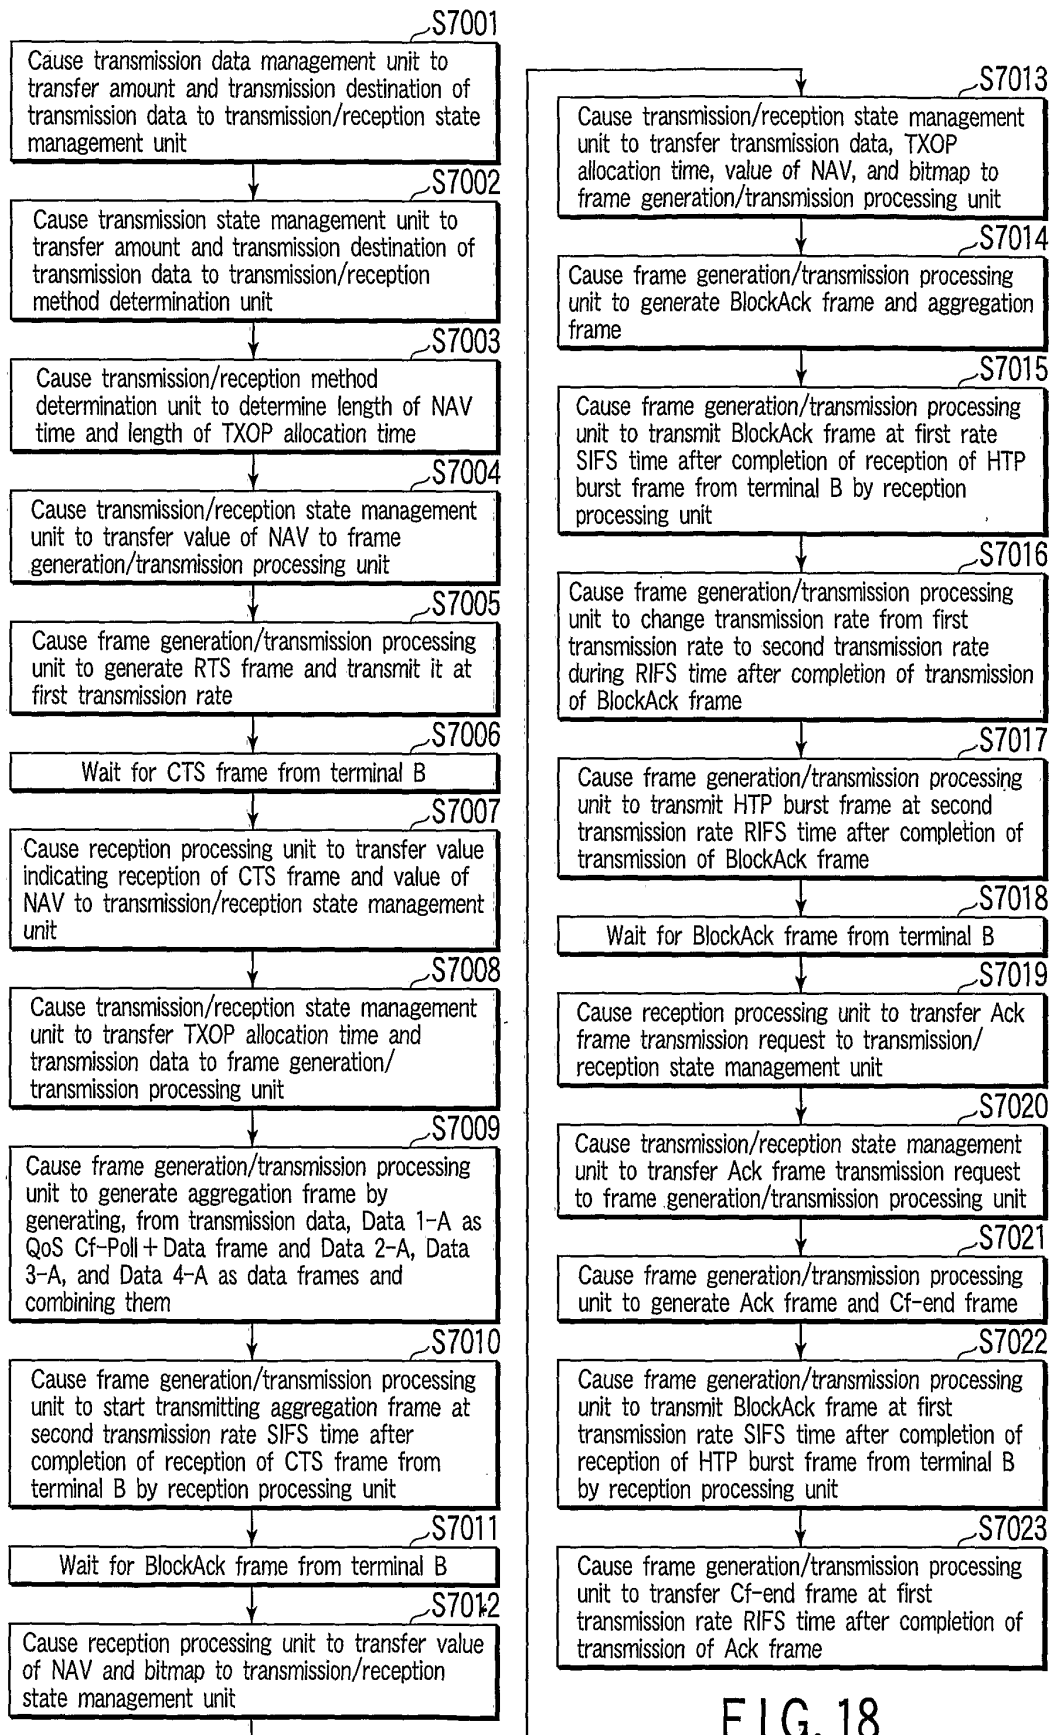 S7001
Cause transmission data management unit to
transfer amount and transmission destination of
transmission data to transmission/reception state
management unit
S7002
Cause transmission state management unit to
transfer amount and transmission destination of
transmission data to transmission/reception
method determination unit
S7003
Cause transmission/reception method
determination unit to determine length of NAV
time and length of TXOP allocation time
S7004
Cause transmission/reception state management
unit to transfer value of NAV to frame
generation/transmission processing unit
S7005
Cause frame generation/transmission processing
unit to generate RTS frame and transmit it at
first transmission rate
S7006
Wait for CTS frame from terminal B
S7007
Cause reception processing unit to transfer value
indicating reception of CTS frame and value of
NAV to transmission/reception state management
unit
S7008
Cause transmission/reception state management
unit to transfer TXOP allocation time and
transmission data to frame generation/
transmission processing unit
S7009
Cause frame generation/transmission processing
unit to generate aggregation frame by
generating, from transmission data, Data 1-A as
QoS Cf-Poll+Data frame and Data 2-A, Data
3-A, and Data 4-A as data frames and
combining them
S7010
Cause frame generation/transmission processing
unit to start transmitting aggregation frame at
second transmission rate SIFS time after
completion of reception of CTS frame from
terminal B by reception processing unit
S7011
Wait for BlockAck frame from terminal B
S7012
Cause reception processing unit to transfer value
of NAV and bitmap to transmission/reception
state management unit
S7013
Cause transmission/reception state management
unit to transfer transmission data, TXOP
allocation time, value of NAV, and bitmap to
frame generation/transmission processing unit
S7014
Cause frame generation/transmission processing
unit to generate BlockAck frame and aggregation
frame
S7015
Cause frame generation/transmission processing
unit to transmit BlockAck frame at first rate
SIFS time after completion of reception of HTP
burst frame from terminal B by reception
processing unit
S7016
Cause frame generation/transmission processing
unit to change transmission rate from first
transmission rate to second transmission rate
during RIFS time after completion of transmission
of BlockAck frame
S7017
Cause frame generation/transmission processing
unit to transmit HTP burst frame at second
transmission rate RIFS time after completion of
transmission of BlockAck frame
S7018
Wait for BlockAck frame from terminal B
S7019
Cause reception processing unit to transfer Ack
frame transmission request to transmission/
reception state management unit
S7020
Cause transmission/reception state management
unit to transfer Ack frame transmission request
to frame generation/transmission processing unit
S7021
Cause frame generation/transmission processing
unit to generate Ack frame and Cf-end frame
S7022
Cause frame generation/transmission processing
unit to transmit BlockAck frame at first
transmission rate SIFS time after completion of
reception of HTP burst frame from terminal B
by reception processing unit
S7023
Cause frame generation/transmission processing
unit to transfer Cf-end frame at first
transmission rate RIFS time after completion of
transmission of Ack frame
FIG. 18